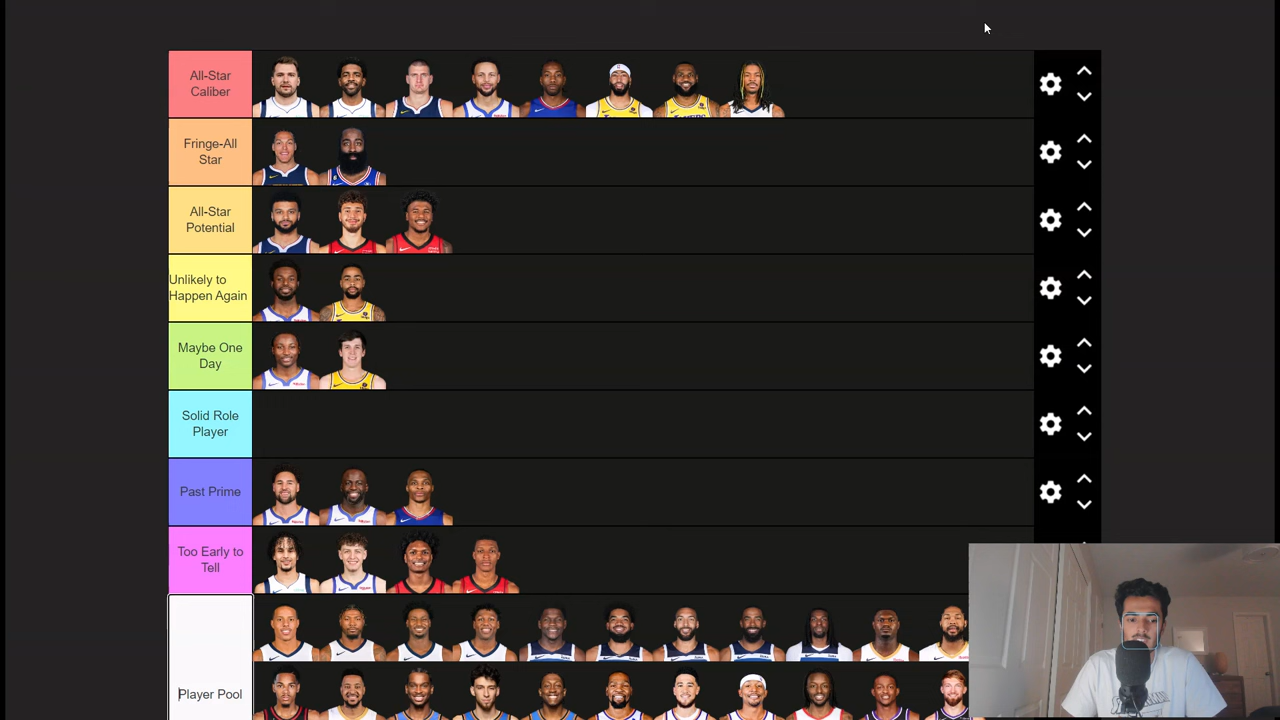 All-Star
Caliber
Fringe-All
Star
All-Star
Potential
Unlikely to
Happen Again
Maybe One
Day
Solid Role
Player
Past Prime
Too Early to
Tell
Player Pool